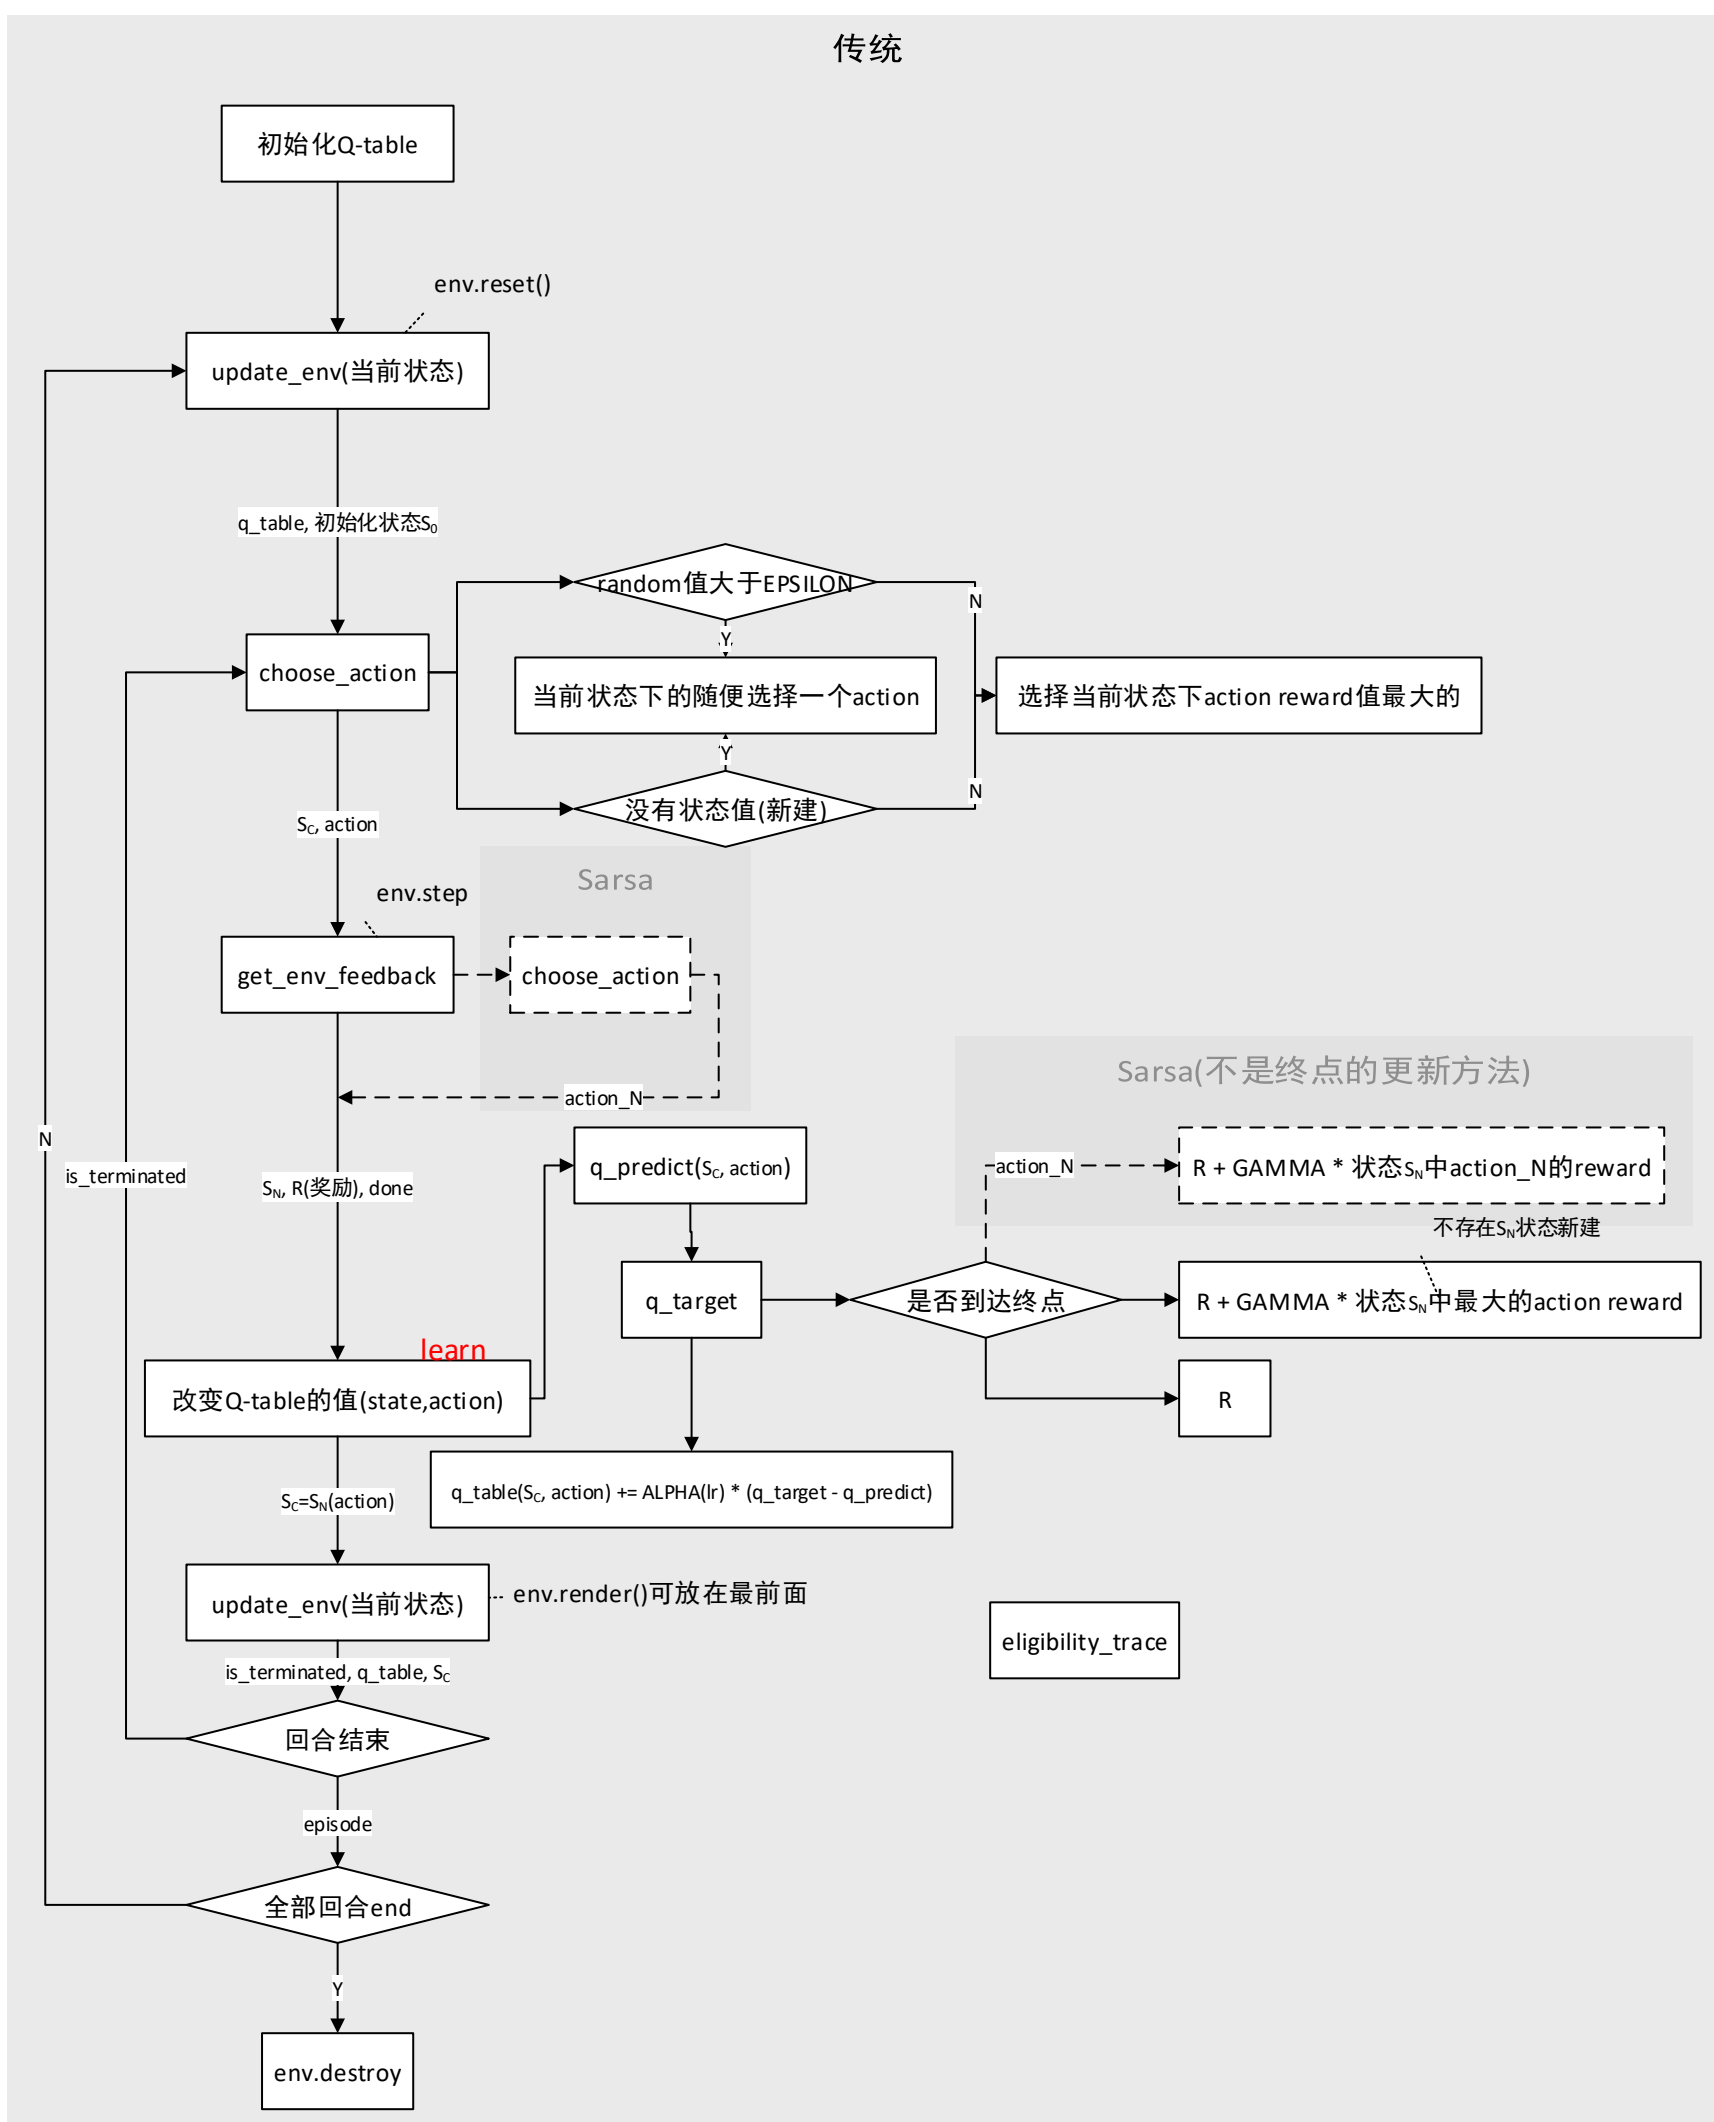 传统
初始化Q-table
env.reset()
update_env(当前状态)
q_table, 初始化状态S0
random值大于EPSILON
N
Y
choose_action
当前状态下的随便选择一个action
选择当前状态下action reward值最大的
Y
N
没有状态值(新建)
SC, action
Sarsa
env.step
get_env_feedback
choose_action
action_N
Sarsa(不是终点的更新方法)
N
is_terminated
SN, R(奖励), done
q_predict(SC, action)
action_N
R + GAMMA * 状态SN中action_N的reward
不存在SN状态新建
q_target
是否到达终点
R + GAMMA * 状态SN中最大的action reward
learn
改变Q-table的值(state,action)
R
q_table(SC, action) += ALPHA(lr) * (q_target - q_predict)
SC=SN(action)
update_env(当前状态)
env.render()可放在最前面
eligibility_trace
is_terminated, q_table, SC
回合结束
episode
全部回合end
Y
env.destroy